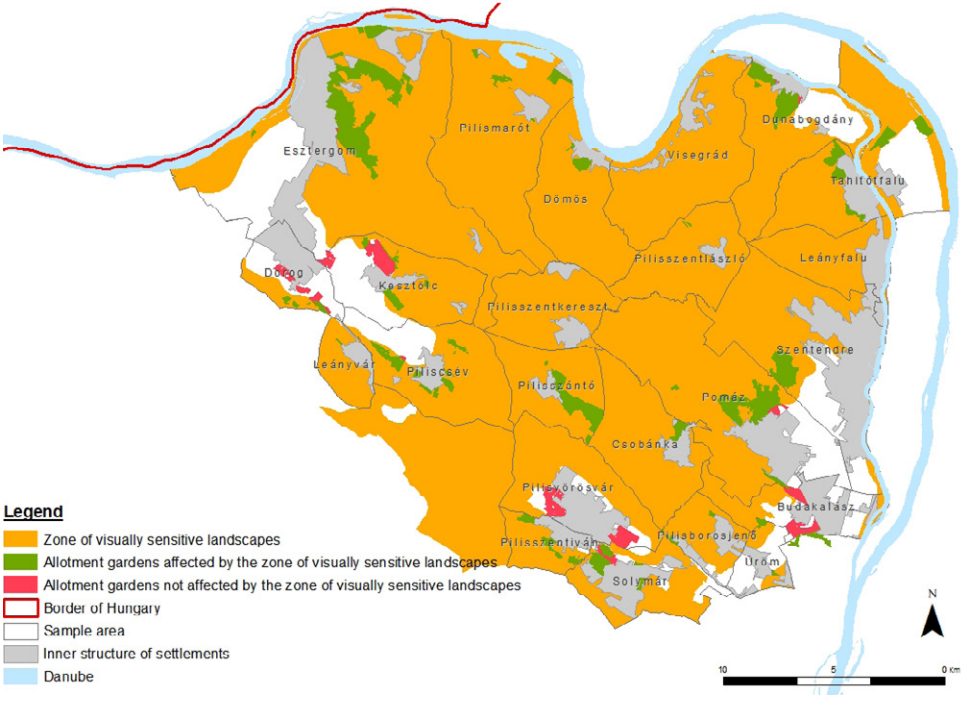 Esztergom
Pilismarót
Dömös
Visegrád
Dunabogdány
Tahitótfalu
Pilisszentlászló
Leányfalu
Dorog
Kesztölc
Pilisszentkereszt
Szentendre
Leányvár
Piliscsév
Pilisszántó
Pomáz
Csobánka
Pilisvörösvár
Budakalász
Pilisszentiván
Pilisborosjenő
Üröm
Solymár
Legend
Zone of visually sensitive landscapes
Allotment gardens affected by the zone of visually sensitive landscapes
Allotment gardens not affected by the zone of visually sensitive landscapes
Border of Hungary
Sample area
Inner structure of settlements
Danube
N
10 5 0 Km